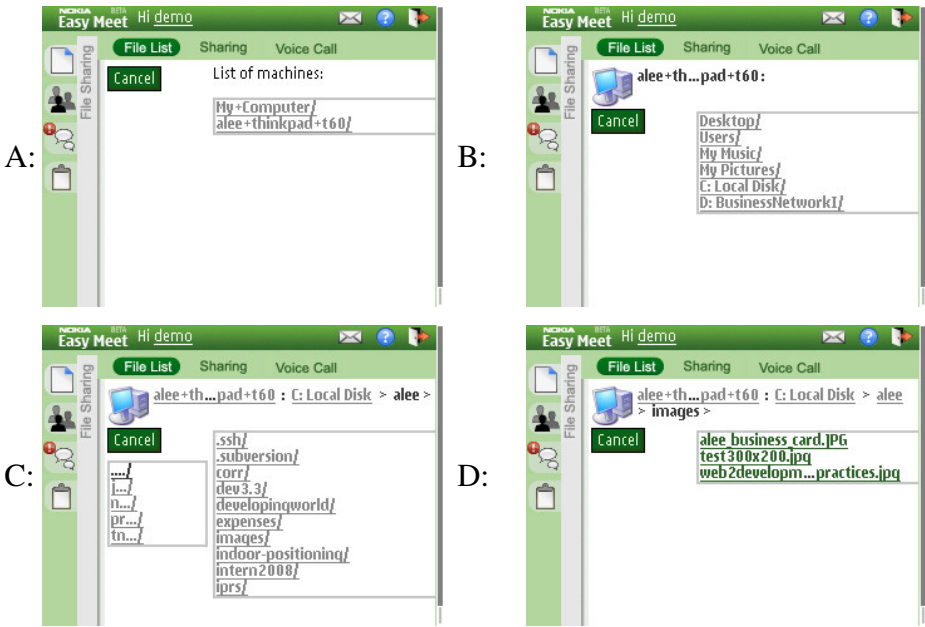 A:
NOKIA BETA
Easy Meet Hi demo
File Sharing
File List Sharing Voice Call
Cancel
List of machines:
My+Computer/
alee+thinkpad+t60/
B:
NOKIA BETA
Easy Meet Hi demo
File Sharing
File List Sharing Voice Call
alee+th...pad+t60:
Cancel
Desktop/
Users/
My Music/
My Pictures/
C: Local Disk/
D: BusinessNetworkI/
C:
NOKIA BETA
Easy Meet Hi demo
File Sharing
File List Sharing Voice Call
alee+th...pad+t60 : C: Local Disk > alee >
Cancel
..../
j.../
n.../
pr.../
tn.../
.ssh/
.subversion/
corr/
dev3.3/
developingworld/
expenses/
images/
indoor-positioning/
intern2008/
iprs/
D:
NOKIA BETA
Easy Meet Hi demo
File Sharing
File List Sharing Voice Call
alee+th...pad+t60 : C: Local Disk > alee
> images >
Cancel
alee_business_card.JPG
test300x200.jpg
web2developm...practices.jpg